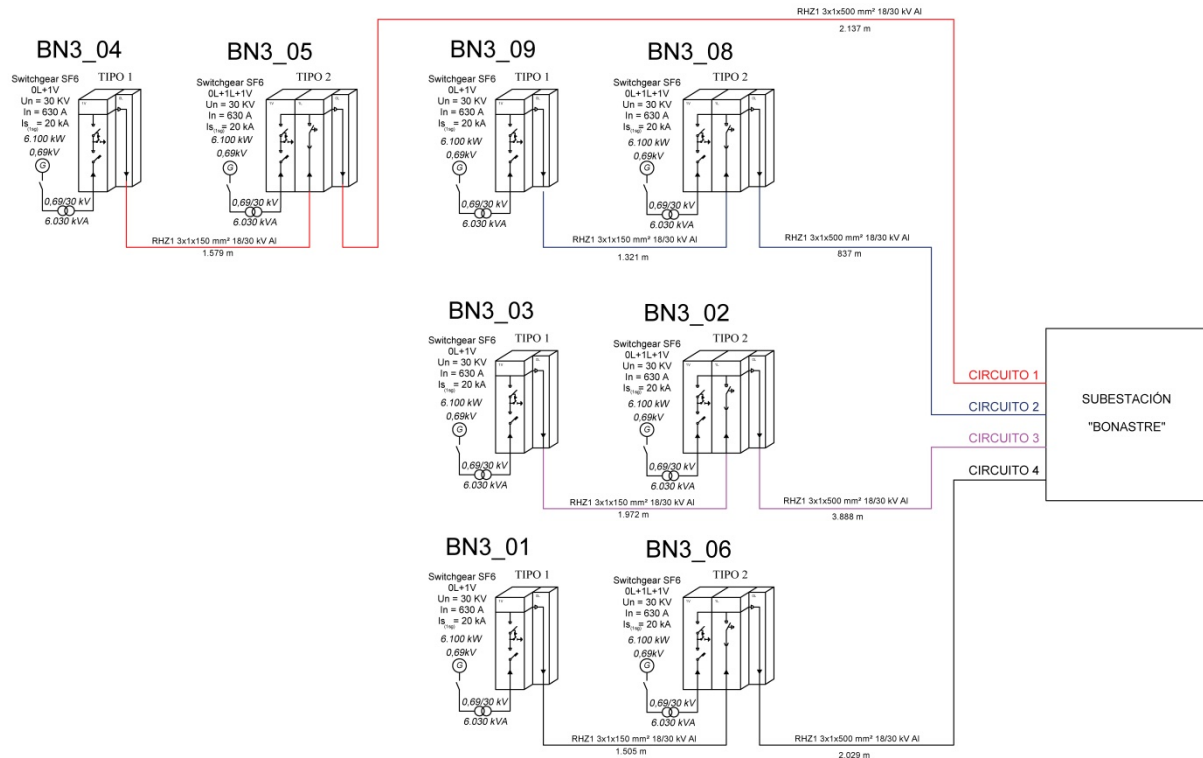 RHZ1 3x1x500 mm² 18/30 kV Al
2.137 m
BN3_04
Switchgear SF6
TIPO 1
0L+1V
Un = 30 KV
In = 630 A
Is(1sg)= 20 kA
6.100 kW
0,69kV
G
0,69/30 kV
6.030 kVA
BN3_05
Switchgear SF6
TIPO 2
0L+1L+1V
Un = 30 KV
In = 630 A
Is(1sg)= 20 kA
6.100 kW
0,69kV
G
0,69/30 kV
6.030 kVA
RHZ1 3x1x150 mm² 18/30 kV Al
1.579 m
BN3_09
Switchgear SF6
TIPO 1
0L+1V
Un = 30 KV
In = 630 A
Is(1sg)= 20 kA
6.100 kW
0,69kV
G
0,69/30 kV
6.030 kVA
BN3_08
Switchgear SF6
TIPO 2
0L+1L+1V
Un = 30 KV
In = 630 A
Is(1sg)= 20 kA
6.100 kW
0,69kV
G
0,69/30 kV
6.030 kVA
RHZ1 3x1x150 mm² 18/30 kV Al
1.321 m
RHZ1 3x1x500 mm² 18/30 kV Al
837 m
BN3_03
Switchgear SF6
TIPO 1
0L+1V
Un = 30 KV
In = 630 A
Is(1sg)= 20 kA
6.100 kW
0,69kV
G
0,69/30 kV
6.030 kVA
BN3_02
Switchgear SF6
TIPO 2
0L+1L+1V
Un = 30 KV
In = 630 A
Is(1sg)= 20 kA
6.100 kW
0,69kV
G
0,69/30 kV
6.030 kVA
RHZ1 3x1x150 mm² 18/30 kV Al
1.972 m
RHZ1 3x1x500 mm² 18/30 kV Al
3.888 m
CIRCUITO 1
CIRCUITO 2
CIRCUITO 3
CIRCUITO 4
SUBESTACIÓN
"BONASTRE"
BN3_01
Switchgear SF6
TIPO 1
0L+1V
Un = 30 KV
In = 630 A
Is(1sg)= 20 kA
6.100 kW
0,69kV
G
0,69/30 kV
6.030 kVA
BN3_06
Switchgear SF6
TIPO 2
0L+1L+1V
Un = 30 KV
In = 630 A
Is(1sg)= 20 kA
6.100 kW
0,69kV
G
0,69/30 kV
6.030 kVA
RHZ1 3x1x150 mm² 18/30 kV Al
1.505 m
RHZ1 3x1x500 mm² 18/30 kV Al
2.029 m